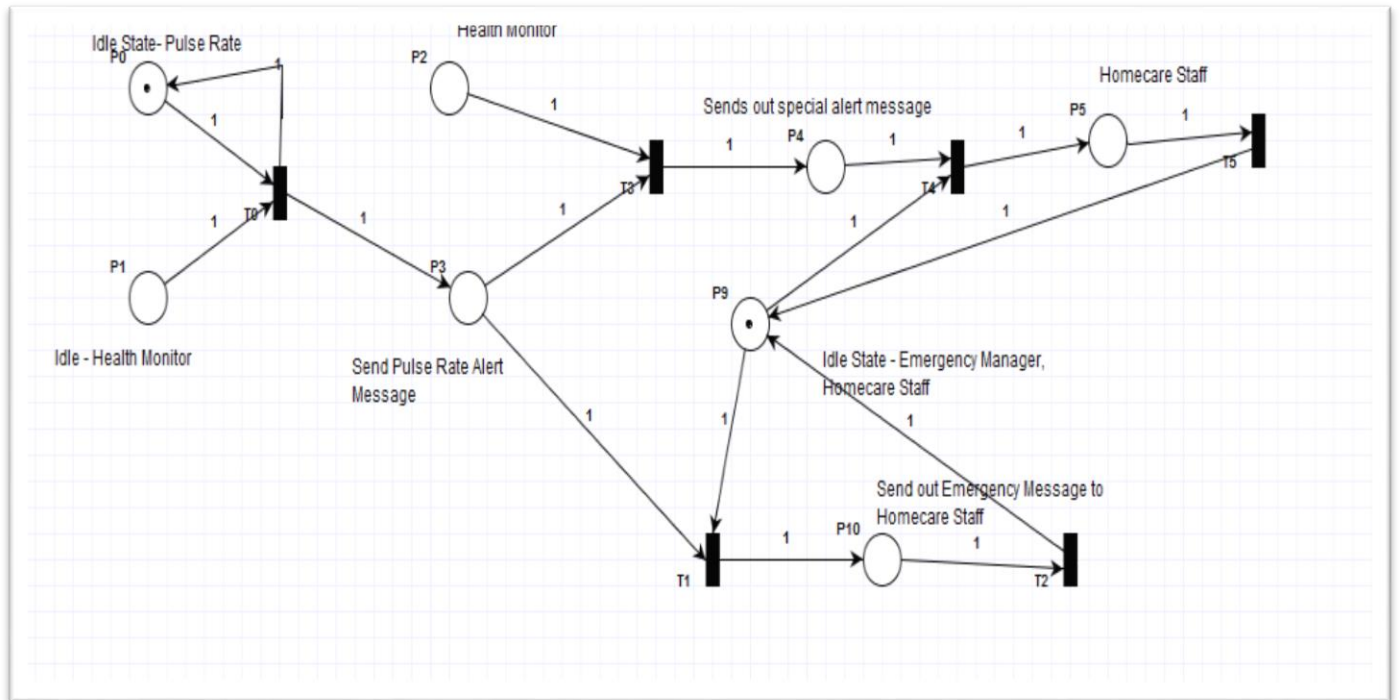 Idle State- Pulse Rate
P0
1
Health Monitor
P2
Homecare Staff
Sends out special alert message
P5
1
1
1
P4
1
1
1
T5
T3
T4
T0
1
1
1
1
1
P1
P3
P9
Idle - Health Monitor
Send Pulse Rate Alert
Message
Idle State - Emergency Manager,
Homecare Staff
1
1
1
Send out Emergency Message to
Homecare Staff
P10
1
1
T1
T2